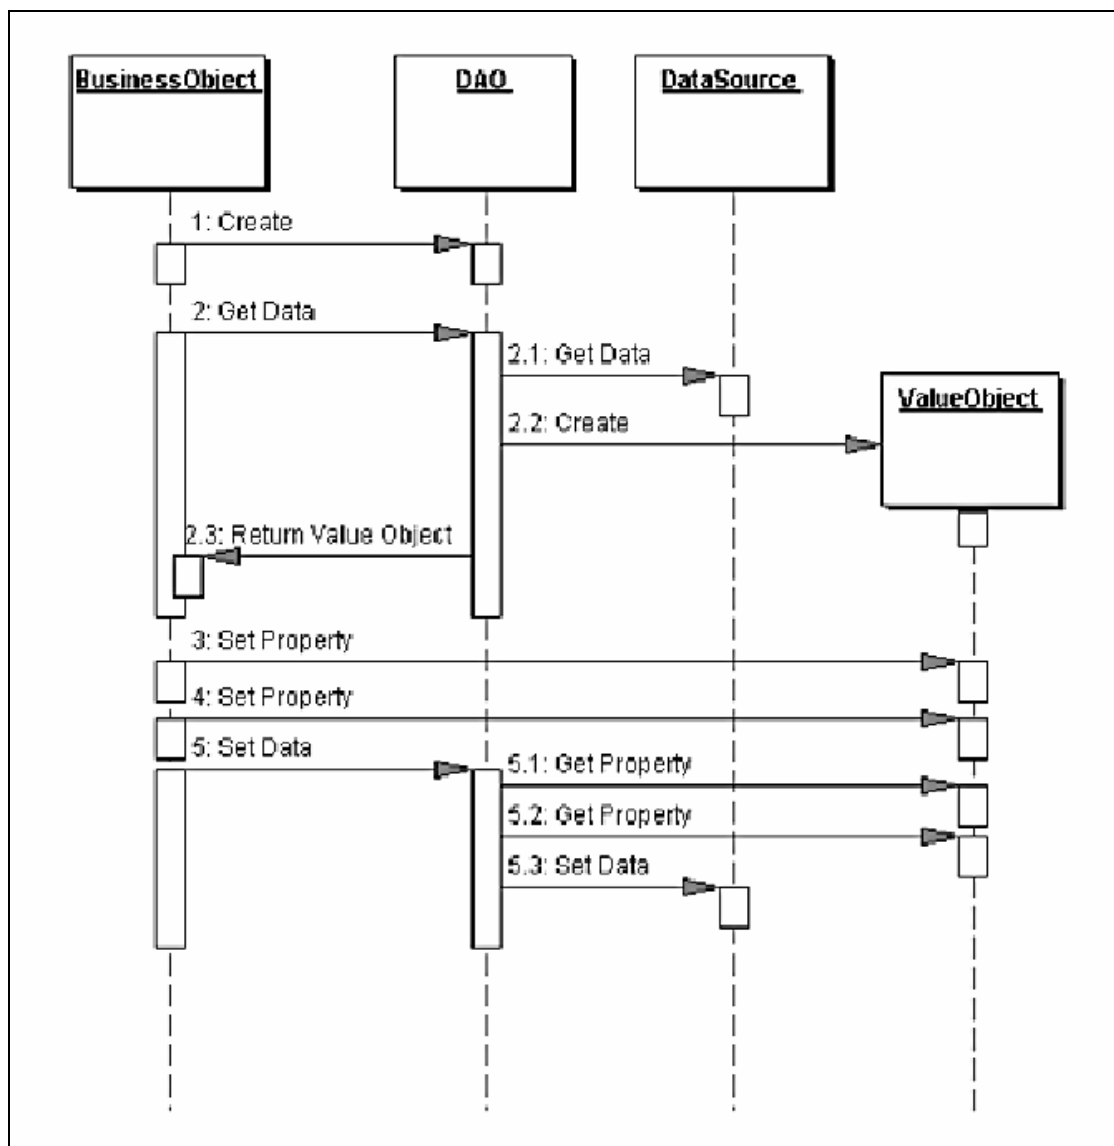 BusinessObject
DAO
DataSource
1: Create
2: Get Data
2.1: Get Data
ValueObject
2.2: Create
2.3: Return Value Object
3: Set Property
4: Set Property
5: Set Data
5.1: Get Property
5.2: Get Property
5.3: Set Data